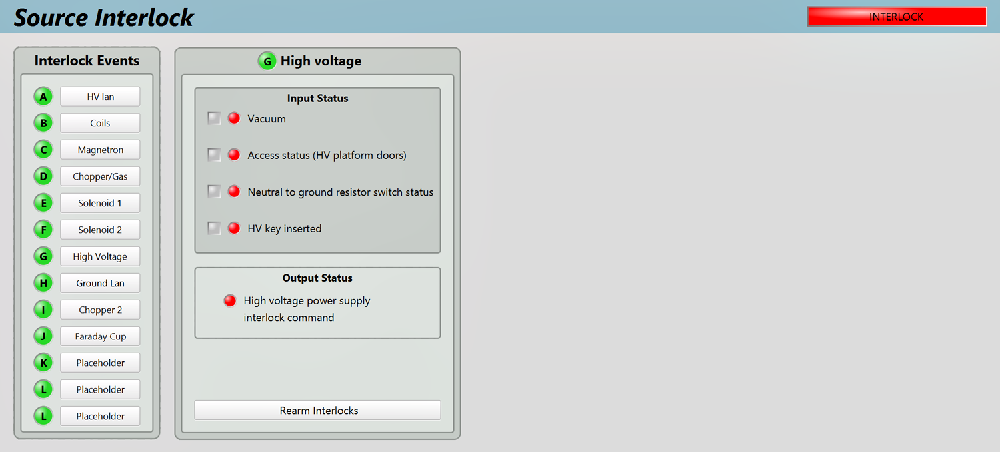 Source Interlock
INTERLOCK
Interlock Events
A HV lan
B Coils
C Magnetron
D Chopper/Gas
E Solenoid 1
F Solenoid 2
G High Voltage
H Ground Lan
I Chopper 2
J Faraday Cup
K Placeholder
L Placeholder
L Placeholder
G High voltage
Input Status
Vacuum
Access status (HV platform doors)
Neutral to ground resistor switch status
HV key inserted
Output Status
High voltage power supply
interlock command
Rearm Interlocks